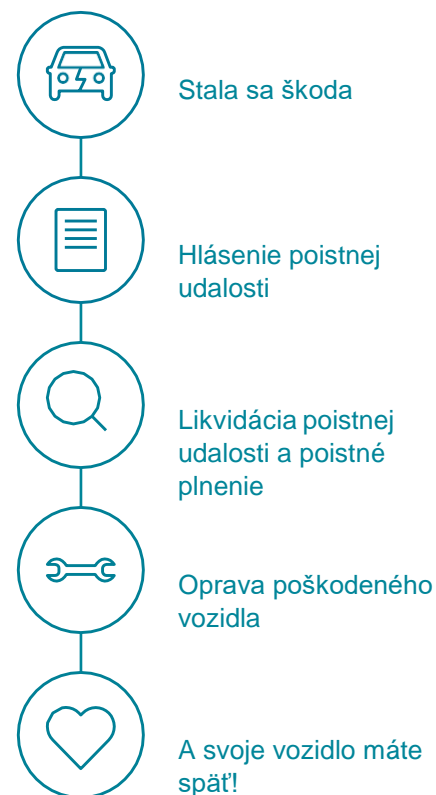 Stala sa škoda
Hlásenie poistnej
udalosti
Likvidácia poistnej
udalosti a poistné
plnenie
Oprava poškodeného
vozidla
A svoje vozidlo máte
späť!